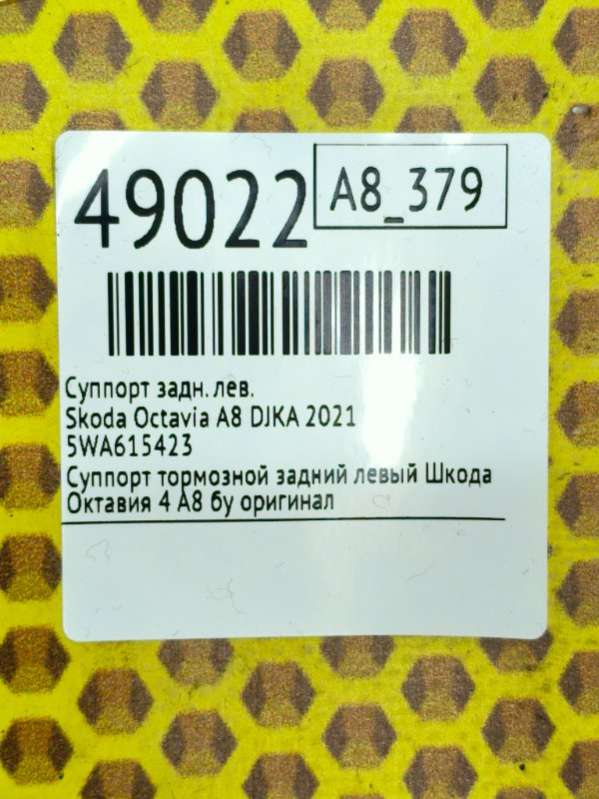 49022
A8_379
Суппорт задн. лев.
Skoda Octavia A8 DJKA 2021
5WA615423
Суппорт тормозной задний левый Шкода
Октавия 4 А8 бу оригинал